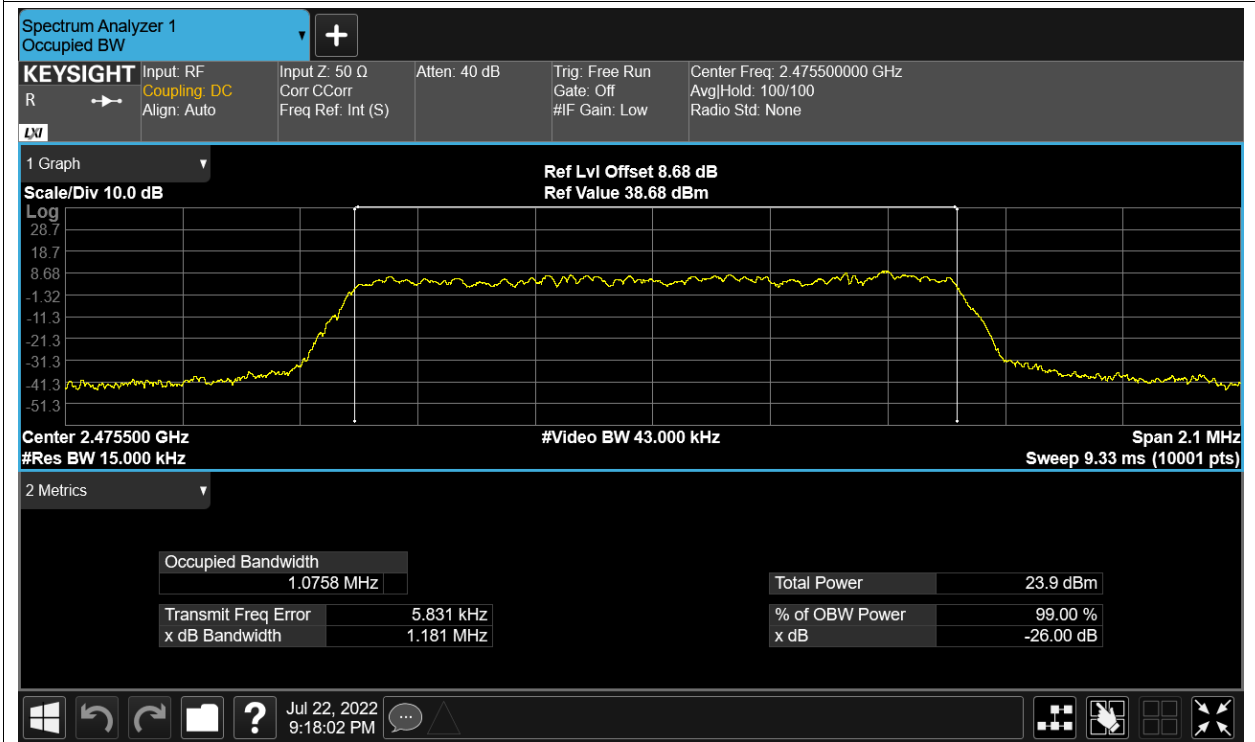 Spectrum Analyzer 1
Occupied BW
+
KEYSIGHT
R
LXI
Input: RF
Coupling: DC
Align: Auto
Input Z: 50 Ω
Corr CCorr
Freq Ref: Int (S)
Atten: 40 dB
Trig: Free Run
Gate: Off
#IF Gain: Low
Center Freq: 2.475500000 GHz
Avg|Hold: 100/100
Radio Std: None
1 Graph
Scale/Div 10.0 dB
Ref Lvl Offset 8.68 dB
Ref Value 38.68 dBm
Log
28.7
18.7
8.68
-1.32
-11.3
-21.3
-31.3
-41.3
-51.3
Center 2.475500 GHz
#Video BW 43.000 kHz
Span 2.1 MHz
#Res BW 15.000 kHz
Sweep 9.33 ms (10001 pts)
2 Metrics
Occupied Bandwidth
1.0758 MHz
Total Power 23.9 dBm
Transmit Freq Error 5.831 kHz
% of OBW Power 99.00 %
x dB Bandwidth 1.181 MHz
x dB -26.00 dB
?
Jul 22, 2022
9:18:02 PM